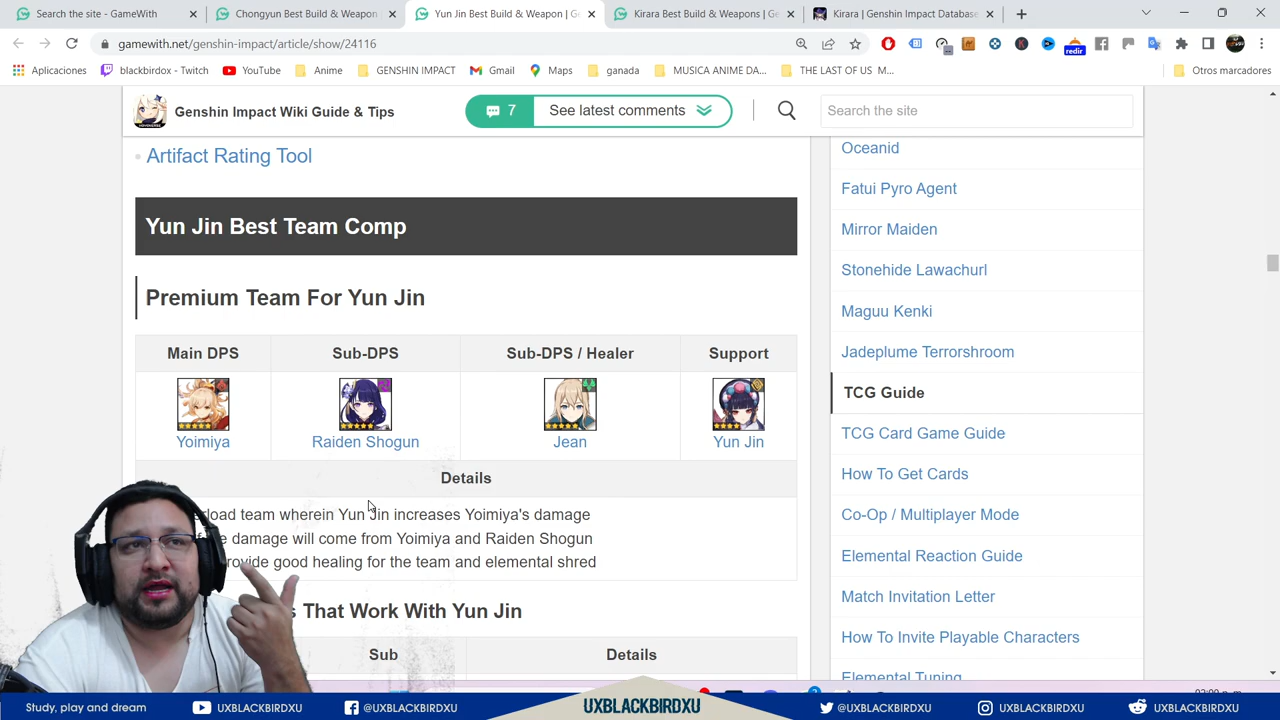 Search the site - GameWith
Chongyun Best Build & Weapon |
Yun Jin Best Build & Weapon | G
Kirara Best Build & Weapons | Ge
Kirara | Genshin Impact Database
gamewith.net/genshin-impact/article/show/24116
Aplicaciones
blackbirdox - Twitch
YouTube
Anime
GENSHIN IMPACT
Gmail
Maps
ganada
MUSICA ANIME DA...
THE LAST OF US M...
Otros marcadores
redir
Genshin Impact Wiki Guide & Tips
7
See latest comments
Search the site
Artifact Rating Tool
Yun Jin Best Team Comp
Premium Team For Yun Jin
Main DPS
Sub-DPS
Sub-DPS / Healer
Support
Yoimiya
Raiden Shogun
Jean
Yun Jin
Details
load team wherein Yun Jin increases Yoimiya's damage
damage will come from Yoimiya and Raiden Shogun
provide good healing for the team and elemental shred
That Work With Yun Jin
Sub
Details
Oceanid
Fatui Pyro Agent
Mirror Maiden
Stonehide Lawachurl
Maguu Kenki
Jadeplume Terrorshroom
TCG Guide
TCG Card Game Guide
How To Get Cards
Co-Op / Multiplayer Mode
Elemental Reaction Guide
Match Invitation Letter
How To Invite Playable Characters
Elemental Tuning
Study, play and dream
UXBLACKBIRDXU
@UXBLACKBIRDXU
UXBLACKBIRDXU
@UXBLACKBIRDXU
UXBLACKBIRDXU
UXBLACKBIRDXU